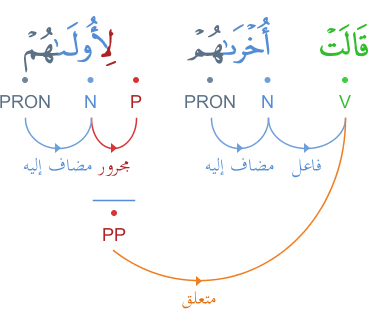 قَالَتۡ أُخۡرَىٰهُمۡ لِأُولَىٰهُمۡ
V N PRON P N PRON
فاعل مضاف إليه مجرور مضاف إليه
PP
متعلق